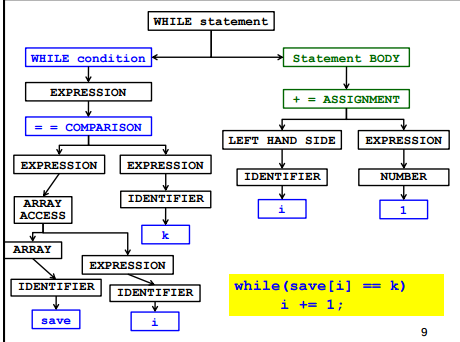 WHILE statement
WHILE condition
Statement BODY
EXPRESSION
+ = ASSIGNMENT
= = COMPARISON
LEFT HAND SIDE
EXPRESSION
EXPRESSION
EXPRESSION
IDENTIFIER
NUMBER
ARRAY
ACCESS
IDENTIFIER
i
1
k
ARRAY
EXPRESSION
IDENTIFIER
IDENTIFIER
save
i
while(save[i] == k)
i += 1;
9